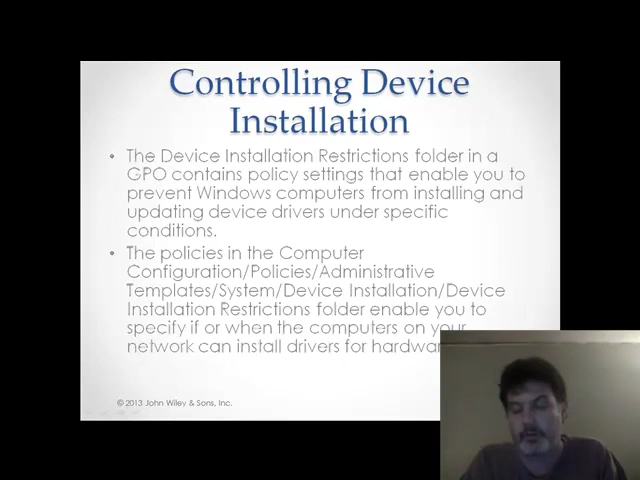 Controlling Device
Installation
• The Device Installation Restrictions folder in a
GPO contains policy settings that enable you to
prevent Windows computers from installing and
updating device drivers under specific
conditions.
• The policies in the Computer
Configuration/Policies/Administrative
Templates/System/Device Installation/Device
Installation Restrictions folder enable you to
specify if or when the computers on your
network can install drivers for
© 2013 John Wiley & Sons, Inc.